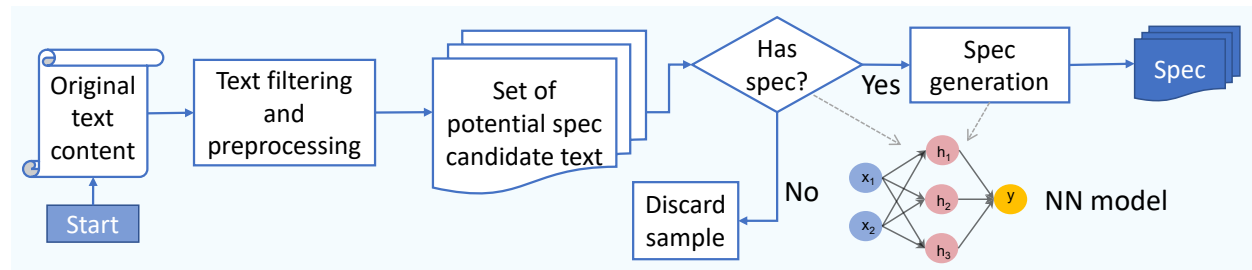 Original
text
content
Start
Text filtering
and
preprocessing
Set of
potential spec
candidate text
Has
spec?
Yes
No
Discard
sample
Spec
generation
Spec
x1
x2
h1
h2
h3
y
NN model